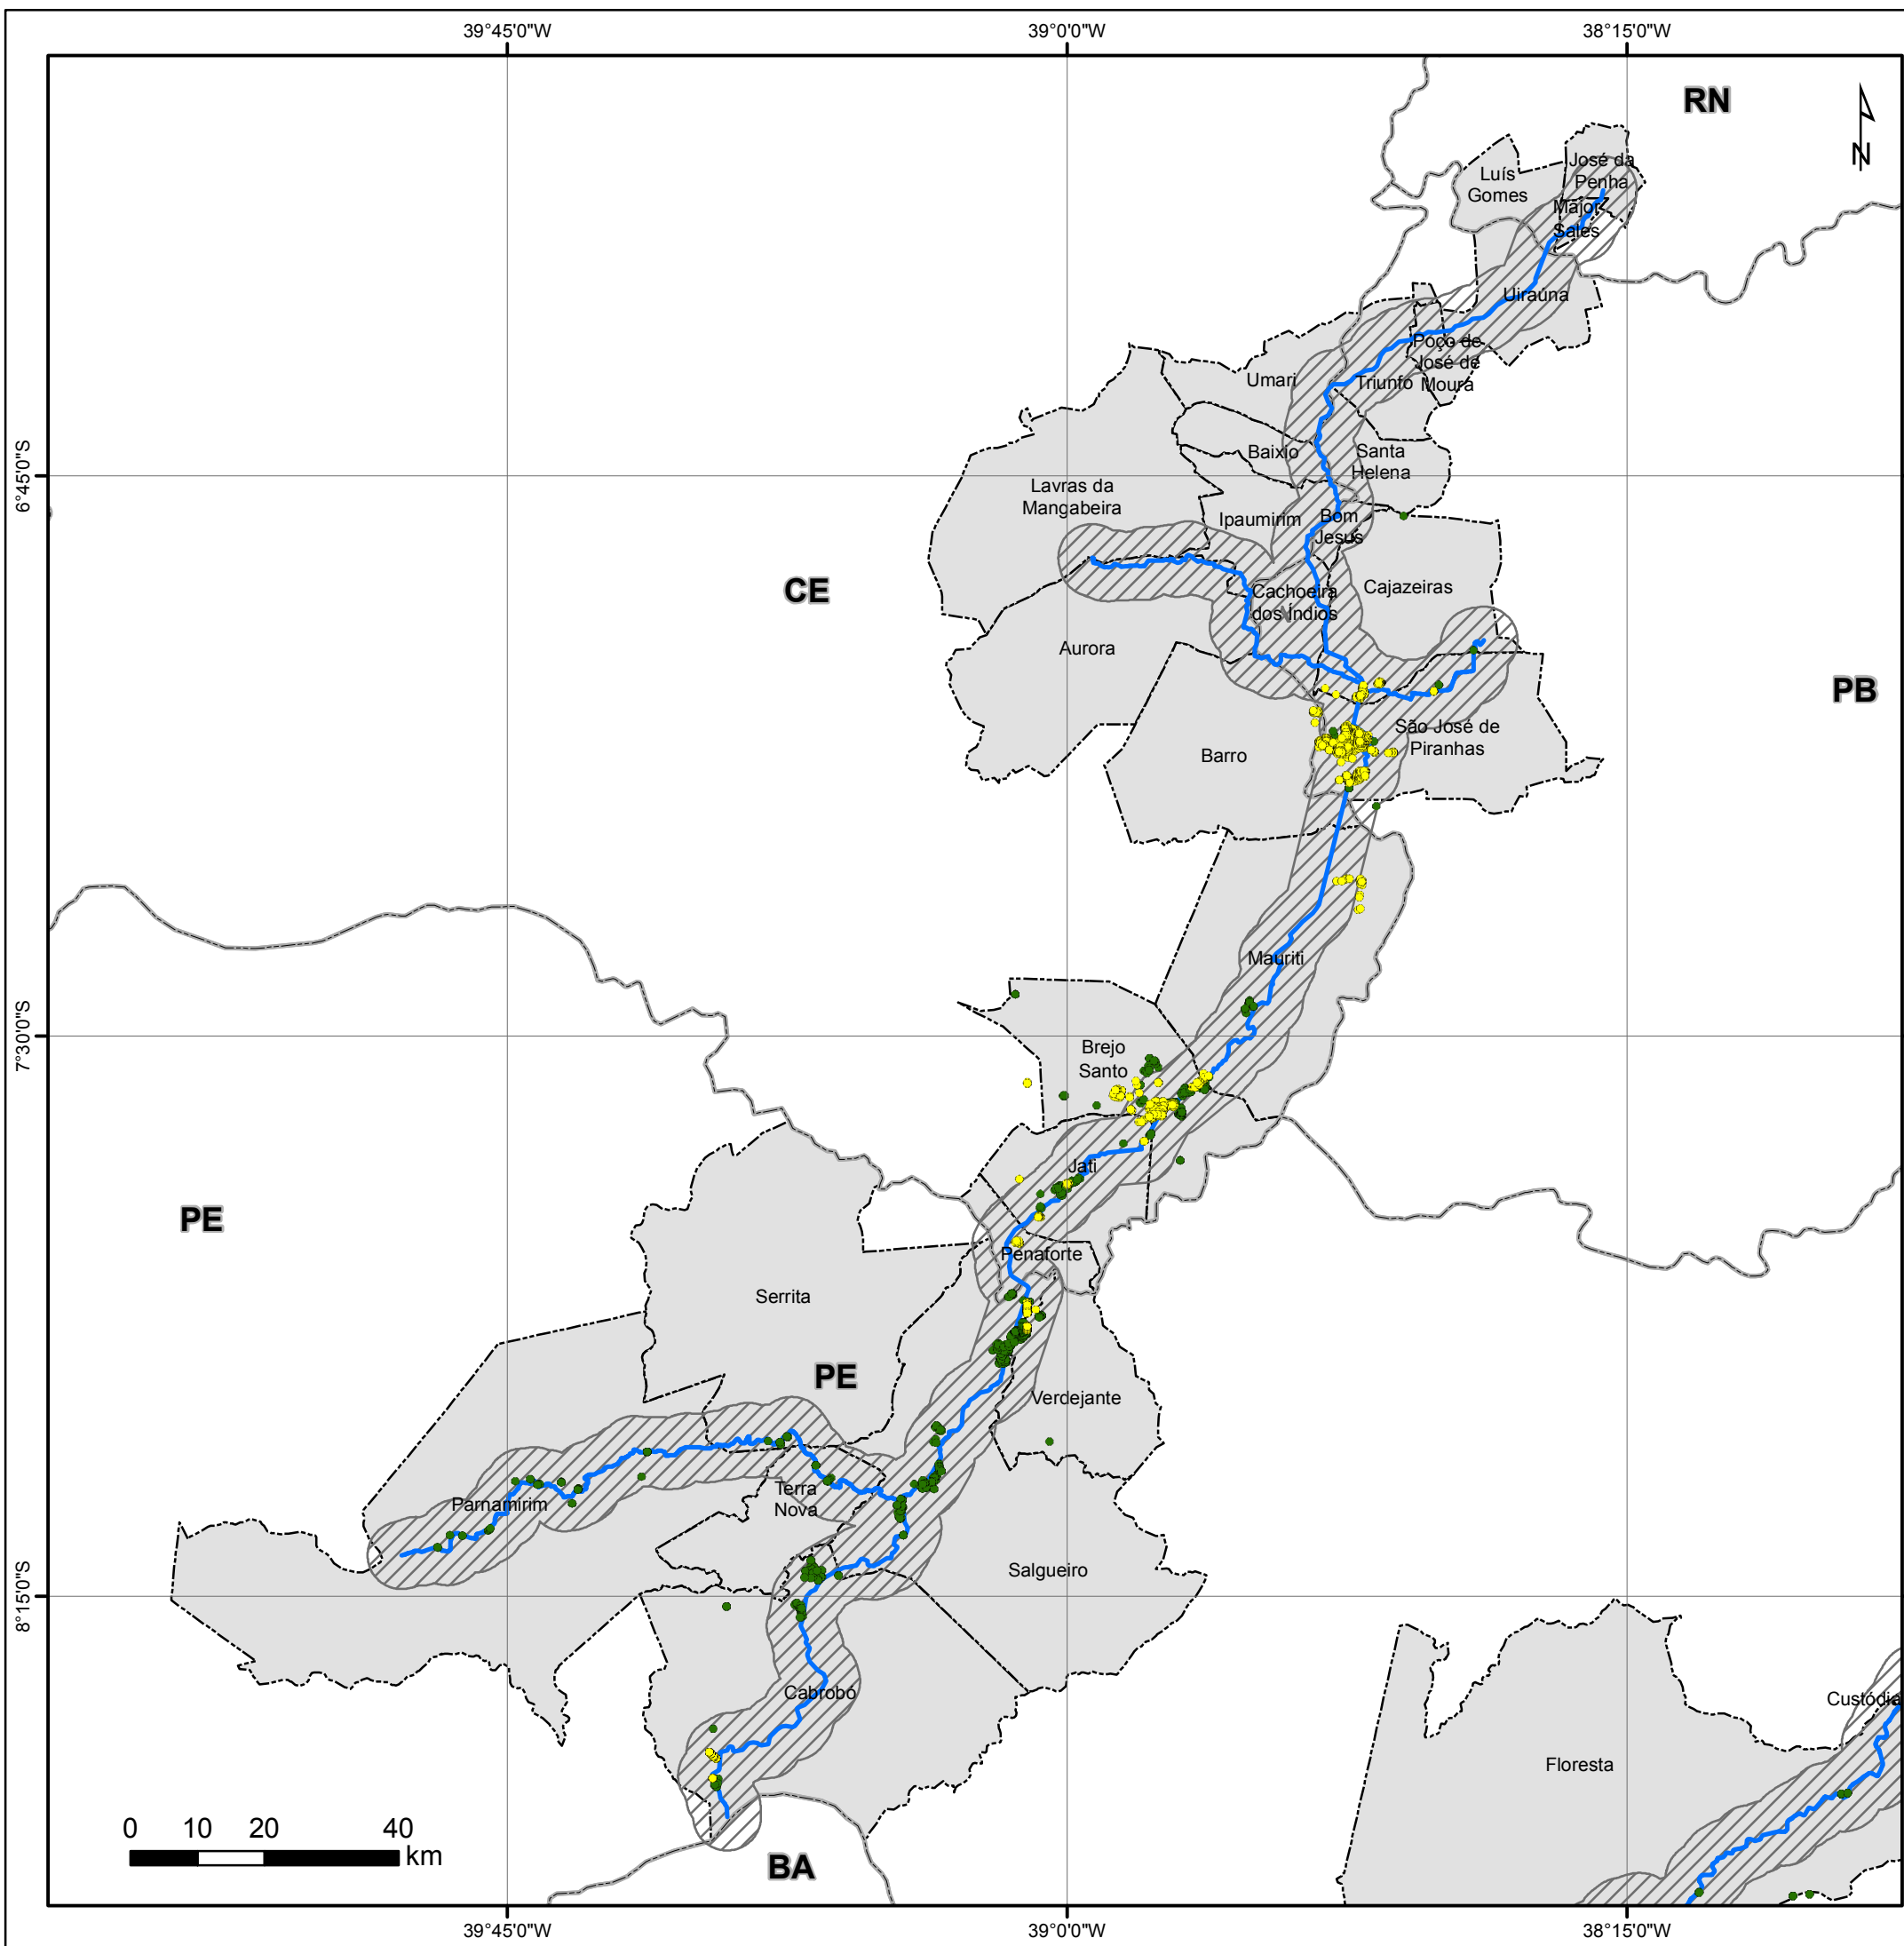 39°45'0"W
39°0'0"W
38°15'0"W
RN
N
José da
Penha
Luís
Gomes
Major
Sales
Uiraúna
Poço de
José de
Moura
Umari
Triunfo
6°45'0"S
Baixio
Santa
Helena
Lavras da
Mangabeira
Ipaumirim
Bom
Jesus
CE
Cachoeira
dos Índios
Cajazeiras
Aurora
PB
São José de
Piranhas
Barro
Mauriti
7°30'0"S
Brejo
Santo
Jati
PE
Penaforte
Serrita
PE
Verdejante
Parnamirim
Terra
Nova
Salgueiro
8°15'0"S
Cabrobó
Custódia
Floresta
0 10 20 40
km
BA
39°45'0"W
39°0'0"W
38°15'0"W